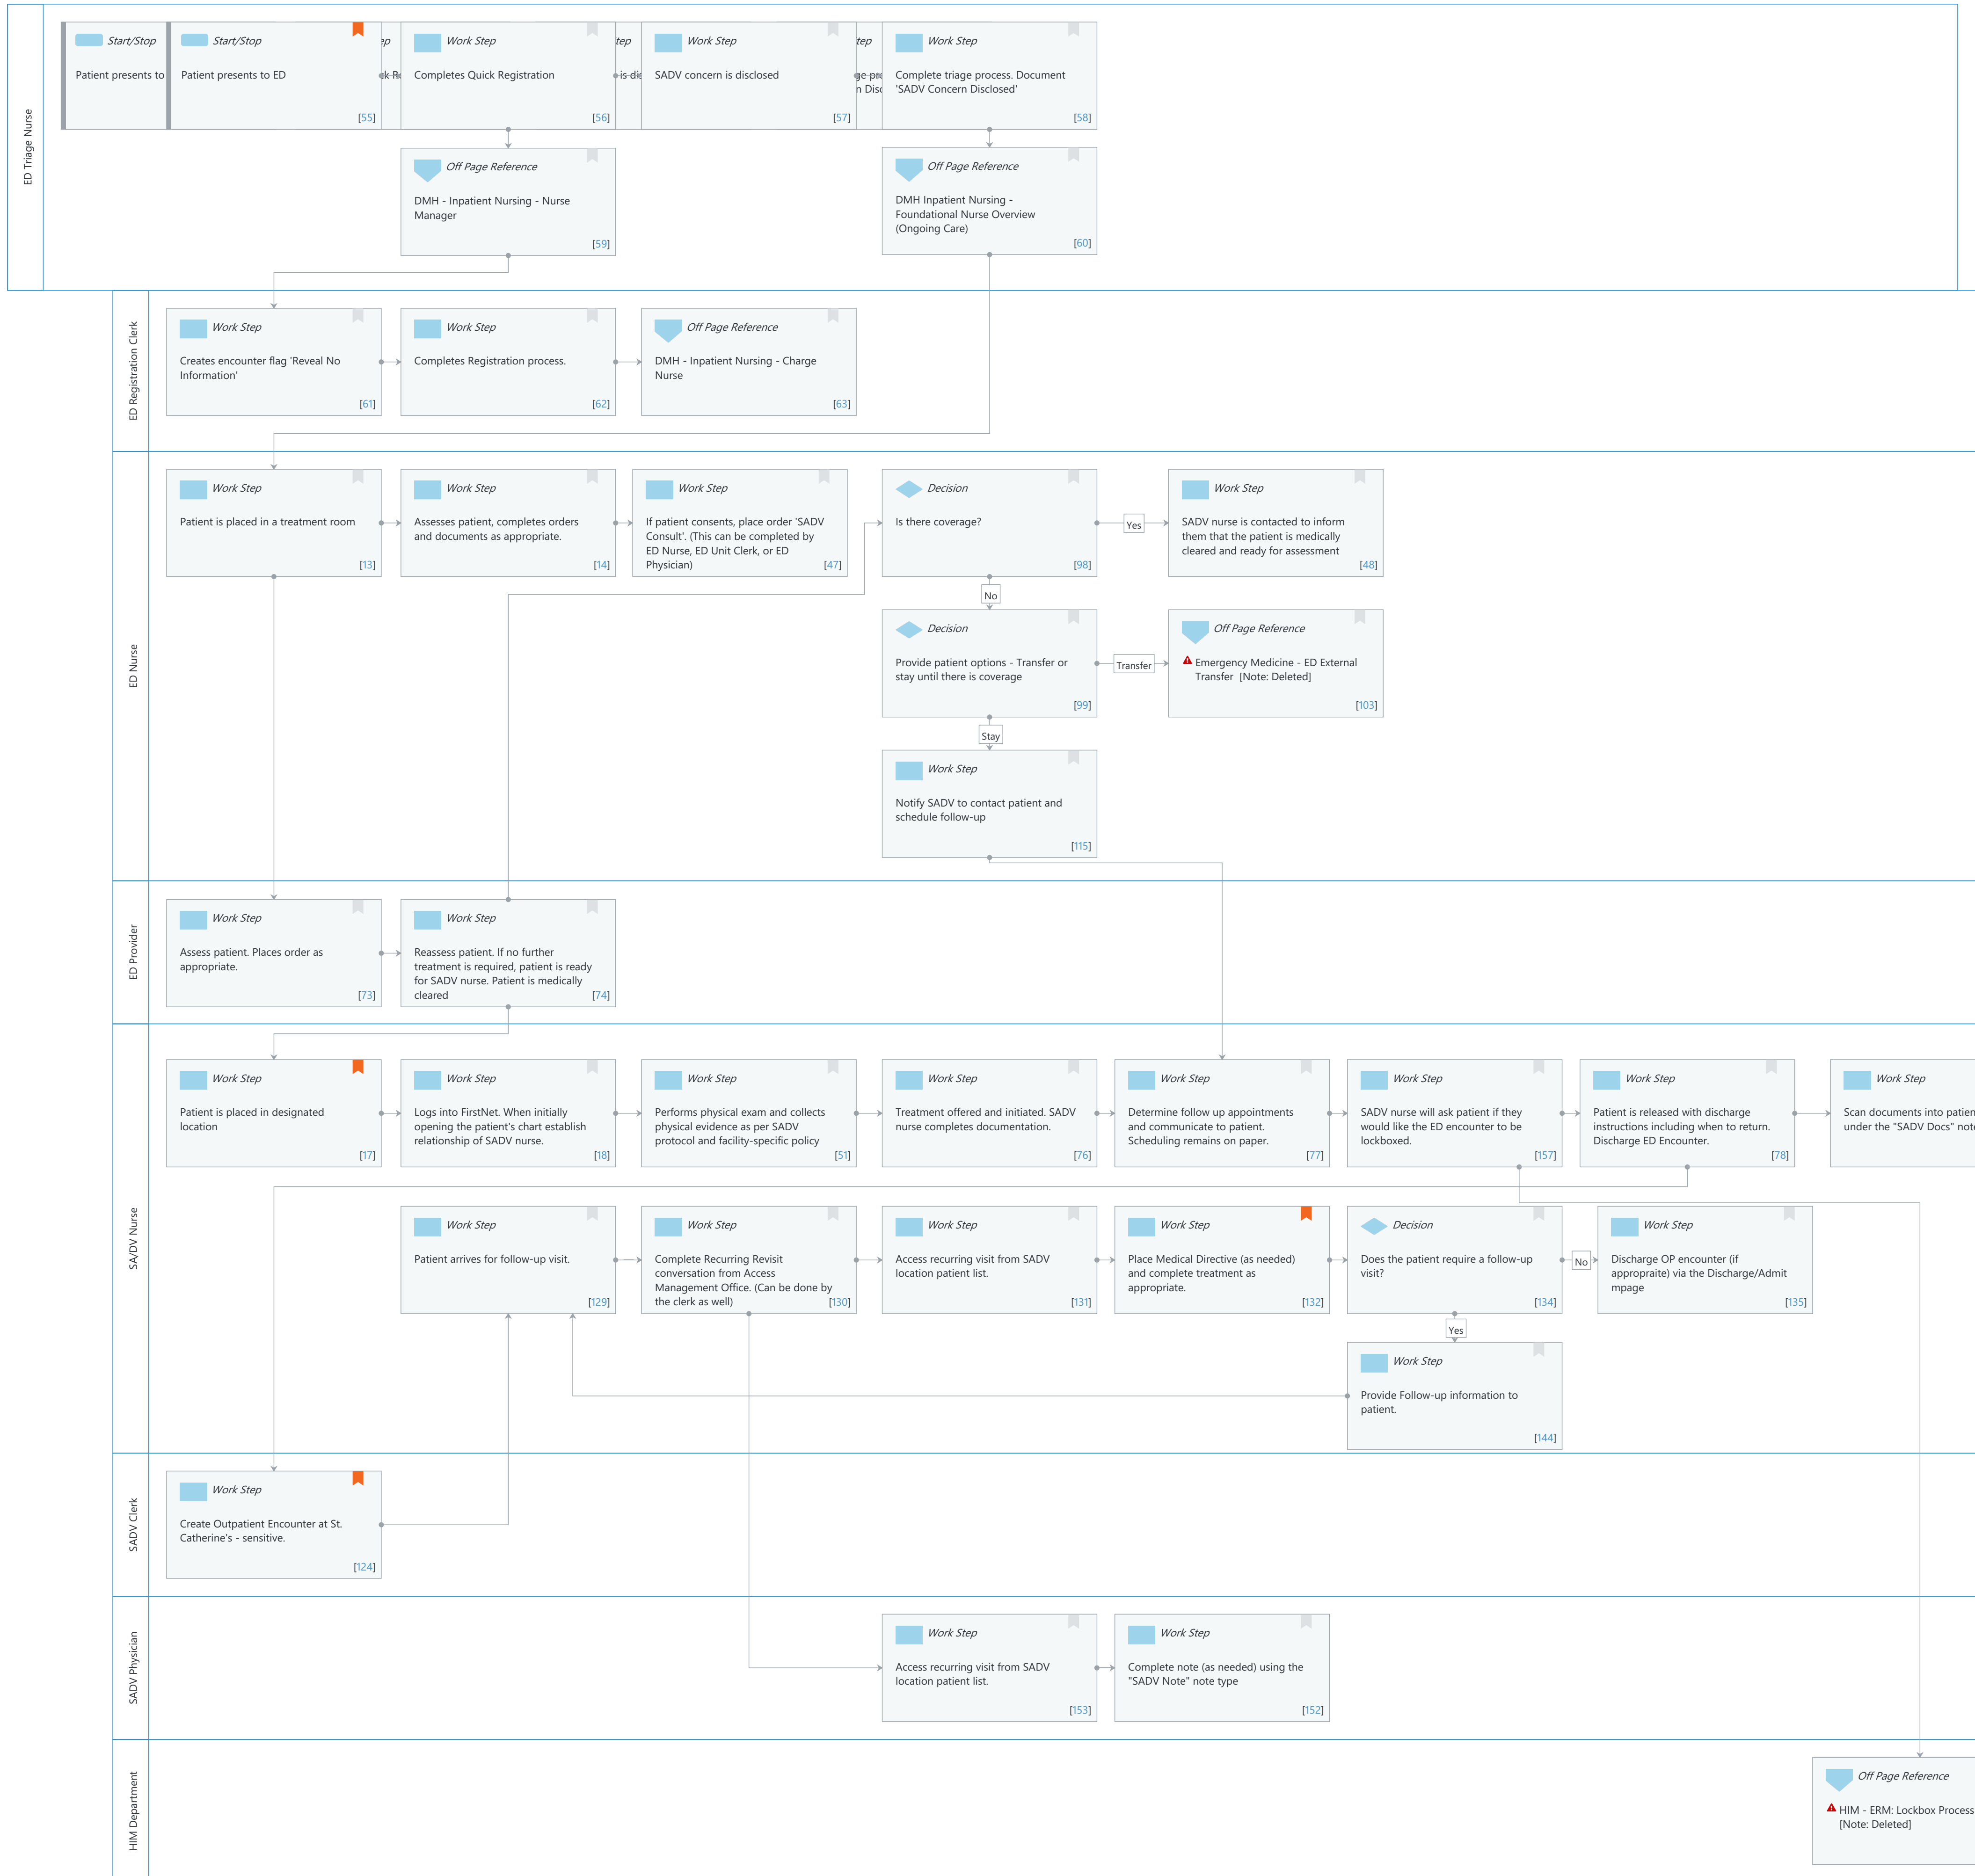 ED Triage Nurse
Start/Stop
Patient presents to
Start/Stop
Patient presents to ED
[55]
Work Step
Completes Quick Registration
[56]
is
Work Step
SADV concern is disclosed
[57]
Work Step
Complete triage process. Document
'SADV Concern Disclosed'
[58]
Off Page Reference
DMH - Inpatient Nursing - Nurse
Manager
[59]
Off Page Reference
DMH Inpatient Nursing -
Foundational Nurse Overview
(Ongoing Care)
[60]
ED Registration Clerk
Work Step
Creates encounter flag 'Reveal No
Information'
[61]
Work Step
Completes Registration process.
[62]
Off Page Reference
DMH - Inpatient Nursing - Charge
Nurse
[63]
ED Nurse
Work Step
Patient is placed in a treatment room
[13]
Work Step
Assesses patient, completes orders
and documents as appropriate.
[14]
Work Step
If patient consents, place order 'SADV
Consult'. (This can be completed by
ED Nurse, ED Unit Clerk, or ED
Physician)
[47]
Decision
Is there coverage?
[98]
Yes
Work Step
SADV nurse is contacted to inform
them that the patient is medically
cleared and ready for assessment
[48]
No
Decision
Provide patient options - Transfer or
stay until there is coverage
[99]
Transfer
Off Page Reference
Emergency Medicine - ED External
Transfer [Note: Deleted]
[103]
Stay
Work Step
Notify SADV to contact patient and
schedule follow-up
[115]
ED Provider
Work Step
Assess patient. Places order as
appropriate.
[73]
Work Step
Reassess patient. If no further
treatment is required, patient is ready
for SADV nurse. Patient is medically
cleared
[74]
SA/DV Nurse
Work Step
Patient is placed in designated
location
[17]
Work Step
Logs into FirstNet. When initially
opening the patient's chart establish
relationship of SADV nurse.
[18]
Work Step
Performs physical exam and collects
physical evidence as per SADV
protocol and facility-specific policy
[51]
Work Step
Treatment offered and initiated. SADV
nurse completes documentation.
[76]
Work Step
Determine follow up appointments
and communicate to patient.
Scheduling remains on paper.
[77]
Work Step
SADV nurse will ask patient if they
would like the ED encounter to be
lockboxed.
[157]
Work Step
Patient is released with discharge
instructions including when to return.
Discharge ED Encounter.
[78]
Work Step
Scan documents into
under the "SADV Docs"
Work Step
Patient arrives for follow-up visit.
[129]
Work Step
Complete Recurring Revisit
conversation from Access
Management Office. (Can be done by
the clerk as well)
[130]
Work Step
Access recurring visit from SADV
location patient list.
[131]
Work Step
Place Medical Directive (as needed)
and complete treatment as
appropriate.
[132]
Decision
Does the patient require a follow-up
visit?
[134]
No
Work Step
Discharge OP encounter (if
appropraite) via the Discharge/Admit
mpage
[135]
Yes
Work Step
Provide Follow-up information to
patient.
[144]
SADV Clerk
Work Step
Create Outpatient Encounter at St.
Catherine's - sensitive.
[124]
SADV Physician
Work Step
Access recurring visit from SADV
location patient list.
[153]
Work Step
Complete note (as needed) using the
"SADV Note" note type
[152]
HIM Department
Off Page Reference
HIM - ERM: Lockbox Process
[Note: Deleted]